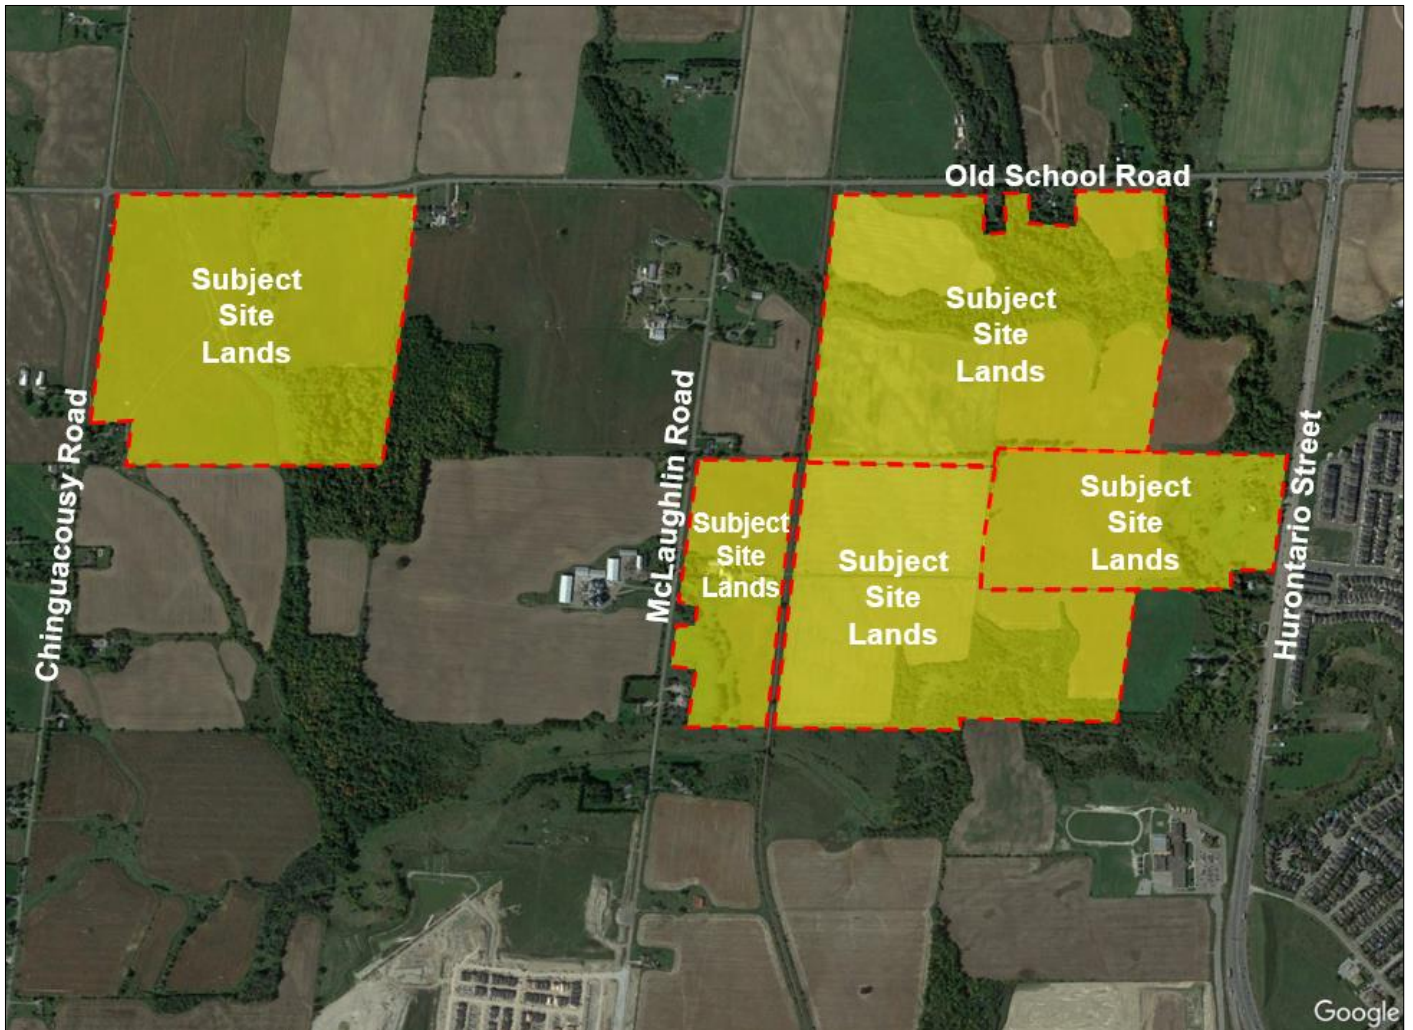 Old School Road
Subject
Site
Lands
Subject
Site
Lands
Chinguacousy Road
McLaughlin Road
Hurontario Street
Subject
Site
Lands
Subject
Site
Lands
Subject
Site
Lands
Google